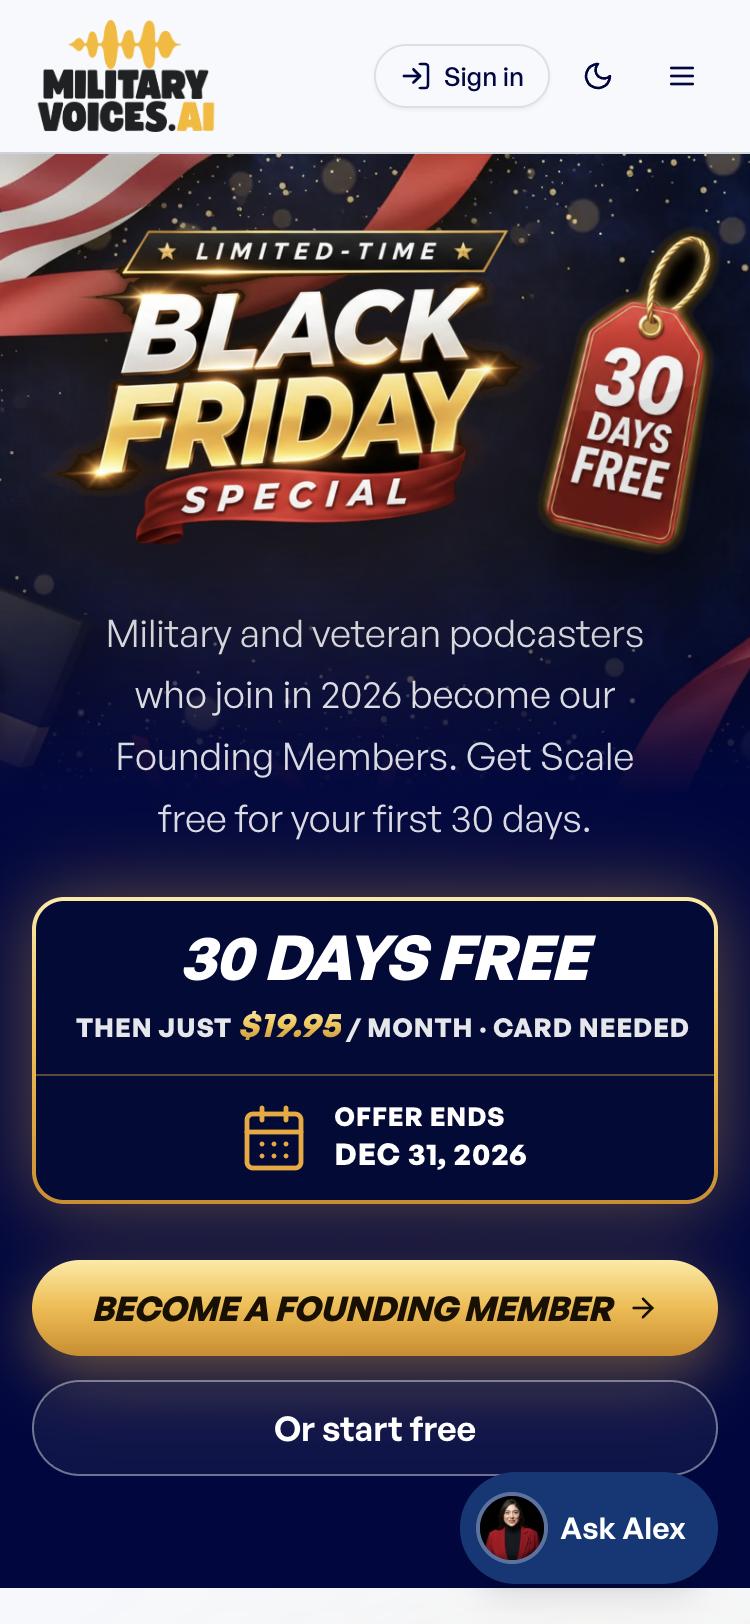 MILITARY
VOICES.AI
Sign in
LIMITED-TIME
BLACK
FRIDAY
SPECIAL
30
DAYS
FREE
Military and veteran podcasters
who join in 2026 become our
Founding Members. Get Scale
free for your first 30 days.
30 DAYS FREE
THEN JUST $19.95 / MONTH · CARD NEEDED
OFFER ENDS
DEC 31, 2026
BECOME A FOUNDING MEMBER →
Or start free
Ask Alex